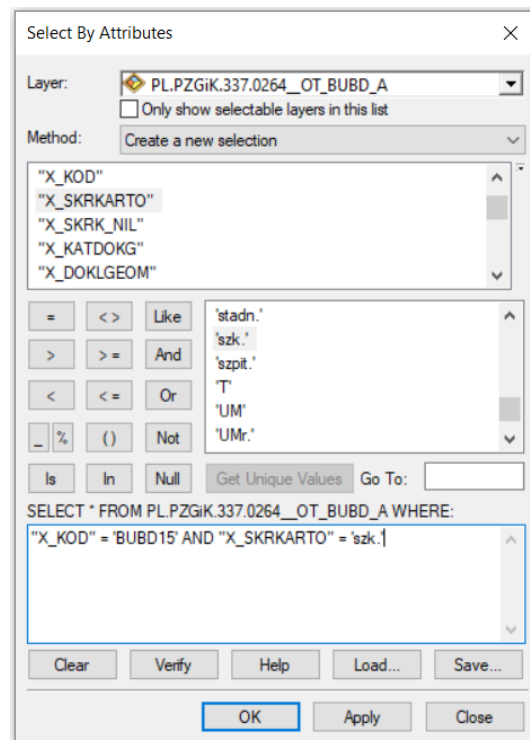 Select By Attributes
Layer: PL.PZGiK.337.0264__OT_BUBD_A
Only show selectable layers in this list
Method: Create a new selection
"X_KOD"
"X_SKRKARTO"
"X_SKRK_NIL"
"X_KATDOKG"
"X_DOKLGEOM"
= < > Like
> > = And
< < = Or
_ % ( ) Not
Is In Null
'stadn.'
'szk.'
'szpit.'
'T'
'UM'
'UMr.'
Get Unique Values Go To:
SELECT * FROM PL.PZGiK.337.0264__OT_BUBD_A WHERE:
"X_KOD" = 'BUBD15' AND "X_SKRKARTO" = 'szk.'
Clear Verify Help Load... Save...
OK Apply Close